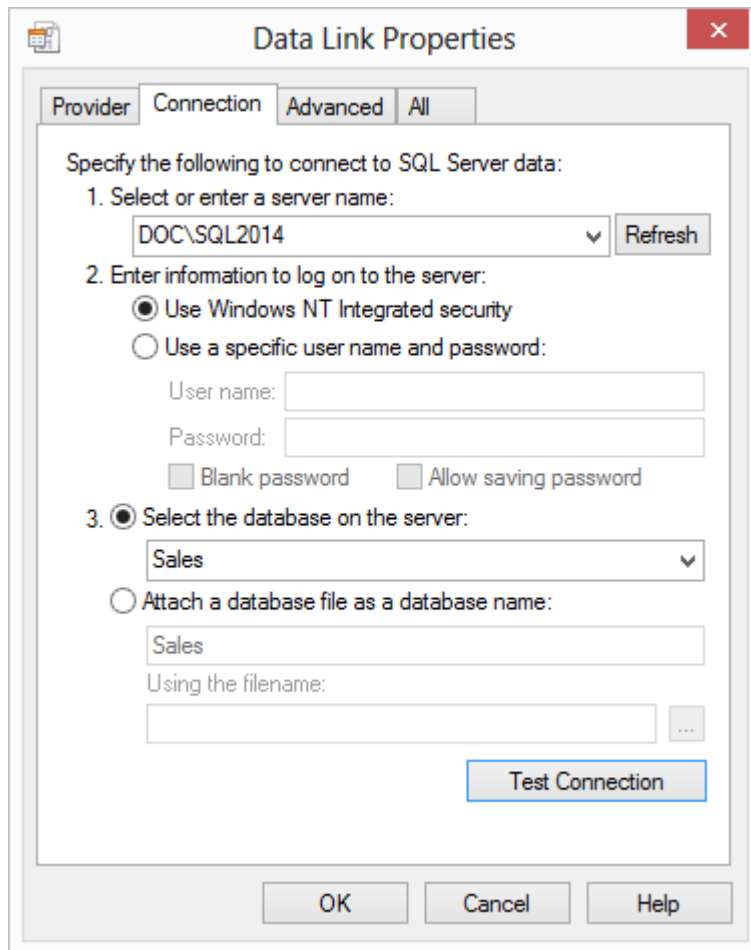 Data Link Properties
Provider Connection Advanced All
Specify the following to connect to SQL Server data:
1. Select or enter a server name:
DOC\SQL2014 Refresh
2. Enter information to log on to the server:
Use Windows NT Integrated security
Use a specific user name and password:
User name:
Password:
Blank password Allow saving password
3. Select the database on the server:
Sales
Attach a database file as a database name:
Sales
Using the filename:
...
Test Connection
OK Cancel Help